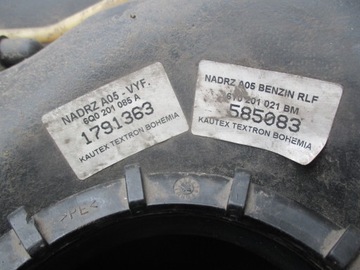 NADRZ A05 - VYF.
6Q0 201 085 A
1791363
KAUTEX TEXTRON BOHEMIA
NADRZ A05 BENZIN RLF
201 021 BM
585083
KAUTEX TEXTRON BOHEMIA
>PE<